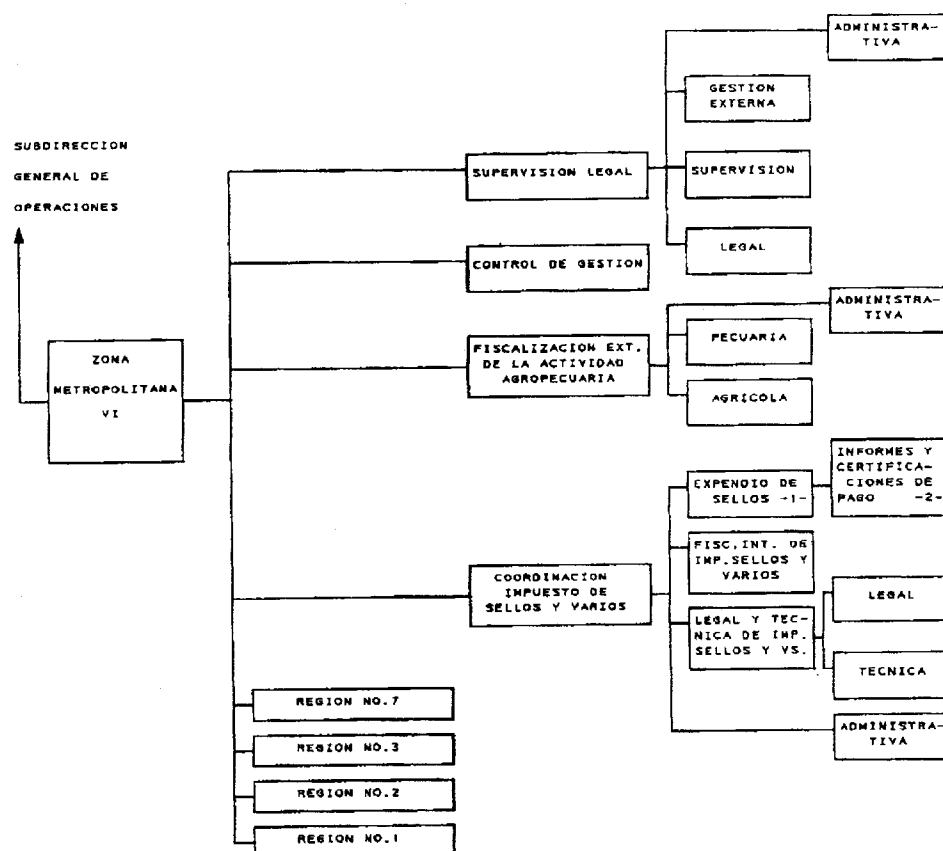 SUBDIRECCION
GENERAL DE
OPERACIONES
ZONA
METROPOLITANA
VI
SUPERVISION LEGAL
ADMINISTRA-
TIVA
GESTION
EXTERNA
SUPERVISION
LEGAL
CONTROL DE GESTION
FISCALIZACION EXT.
DE LA ACTIVIDAD
AGROPECUARIA
ADMINISTRA-
TIVA
PECUARIA
AGRICOLA
COORDINACION
IMPUESTO DE
SELLOS Y VARIOS
EXPENDIO DE
SELLOS -1-
INFORMES Y
CERTIFICA-
CIONES DE
PAGO -2-
FISC.INT. DE
IMP.SELLOS Y
VARIOS
LEGAL Y TEC-
NICA DE IMP.
SELLOS Y VS.
LEGAL
TECNICA
ADMINISTRA-
TIVA
REGION NO.7
REGION NO.3
REGION NO.2
REGION NO.1